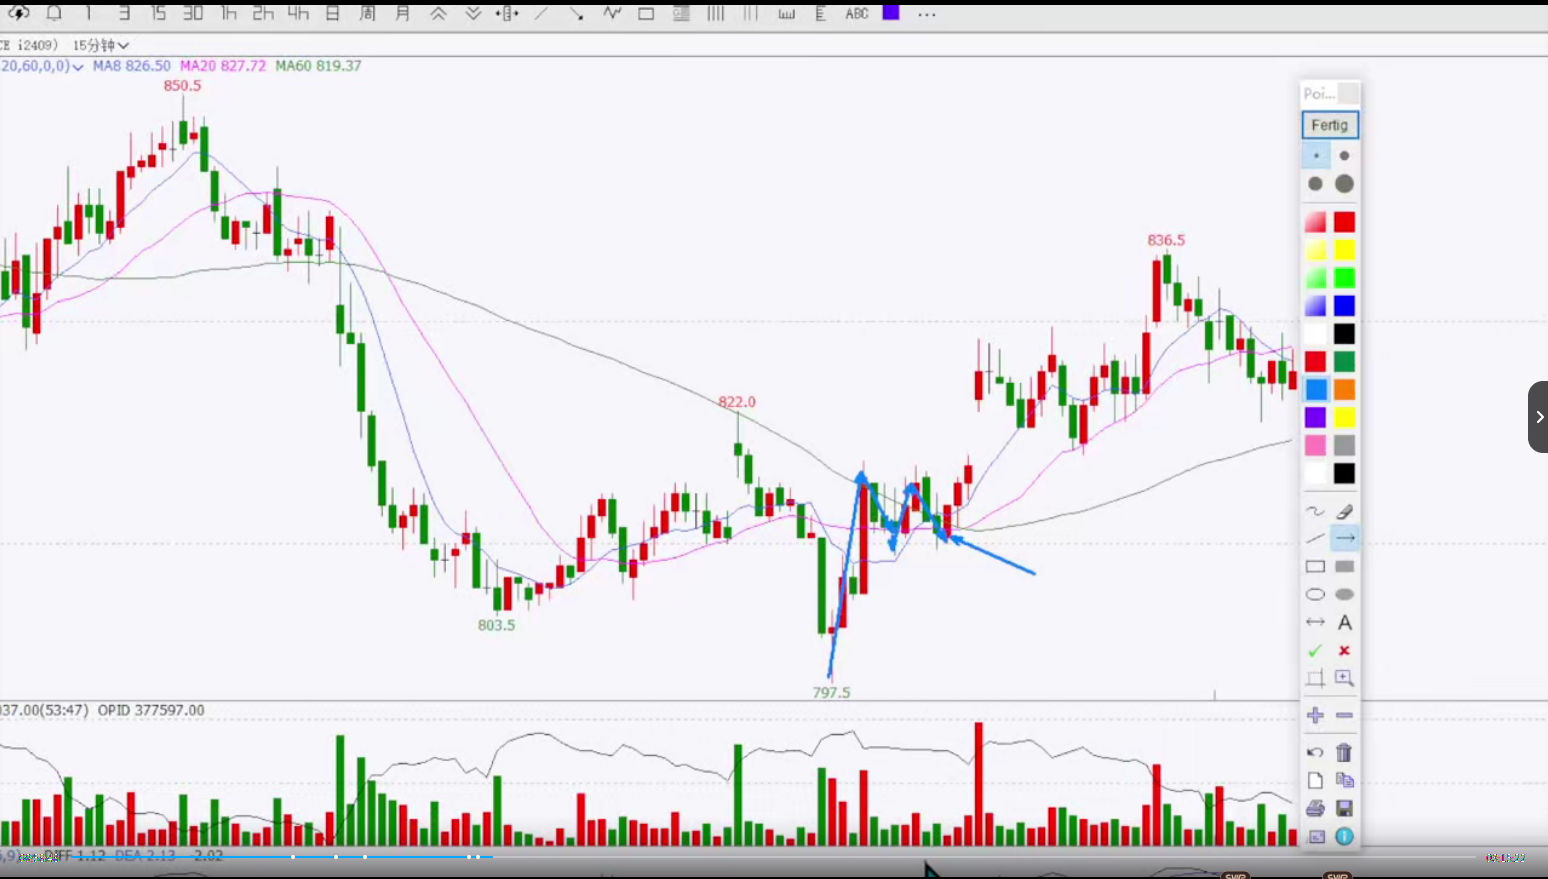 1 3 15 30 1h 2h 4h 日 周 月 ABC ...
CE i2409) 15分钟
20,60,0,0) MA8 826.50 MA20 827.72 MA60 819.37
850.5
Poi...
Fertig
836.5
822.0
803.5
A
797.5
37.00(53:47) OPID 377597.00
DIFF 1.12 DEA 2.13 -2.02